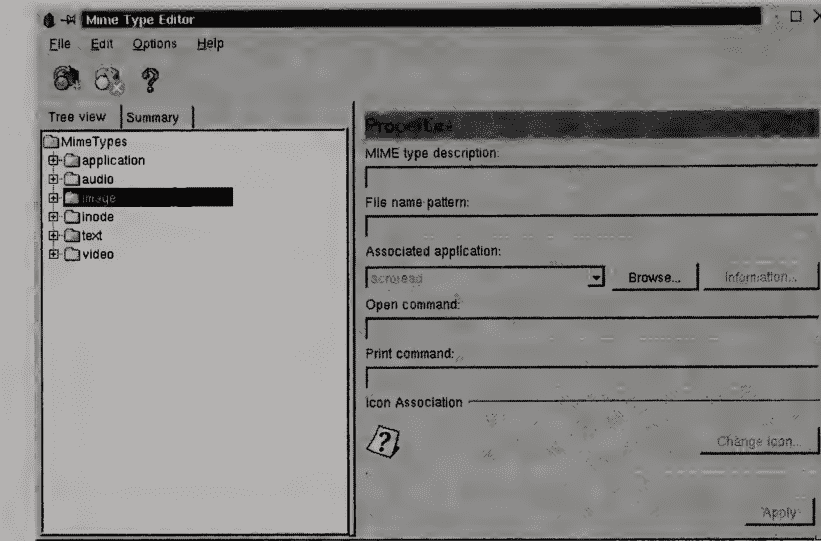 Mime Type Editor
File Edit Options Help
Tree view Summary
MimeTypes
application
audio
image
inode
text
video
Properties
MIME type description:
File name pattern:
Associated application:
Browse... Information...
Open command:
Print command:
Icon Association
Change Icon...
Apply